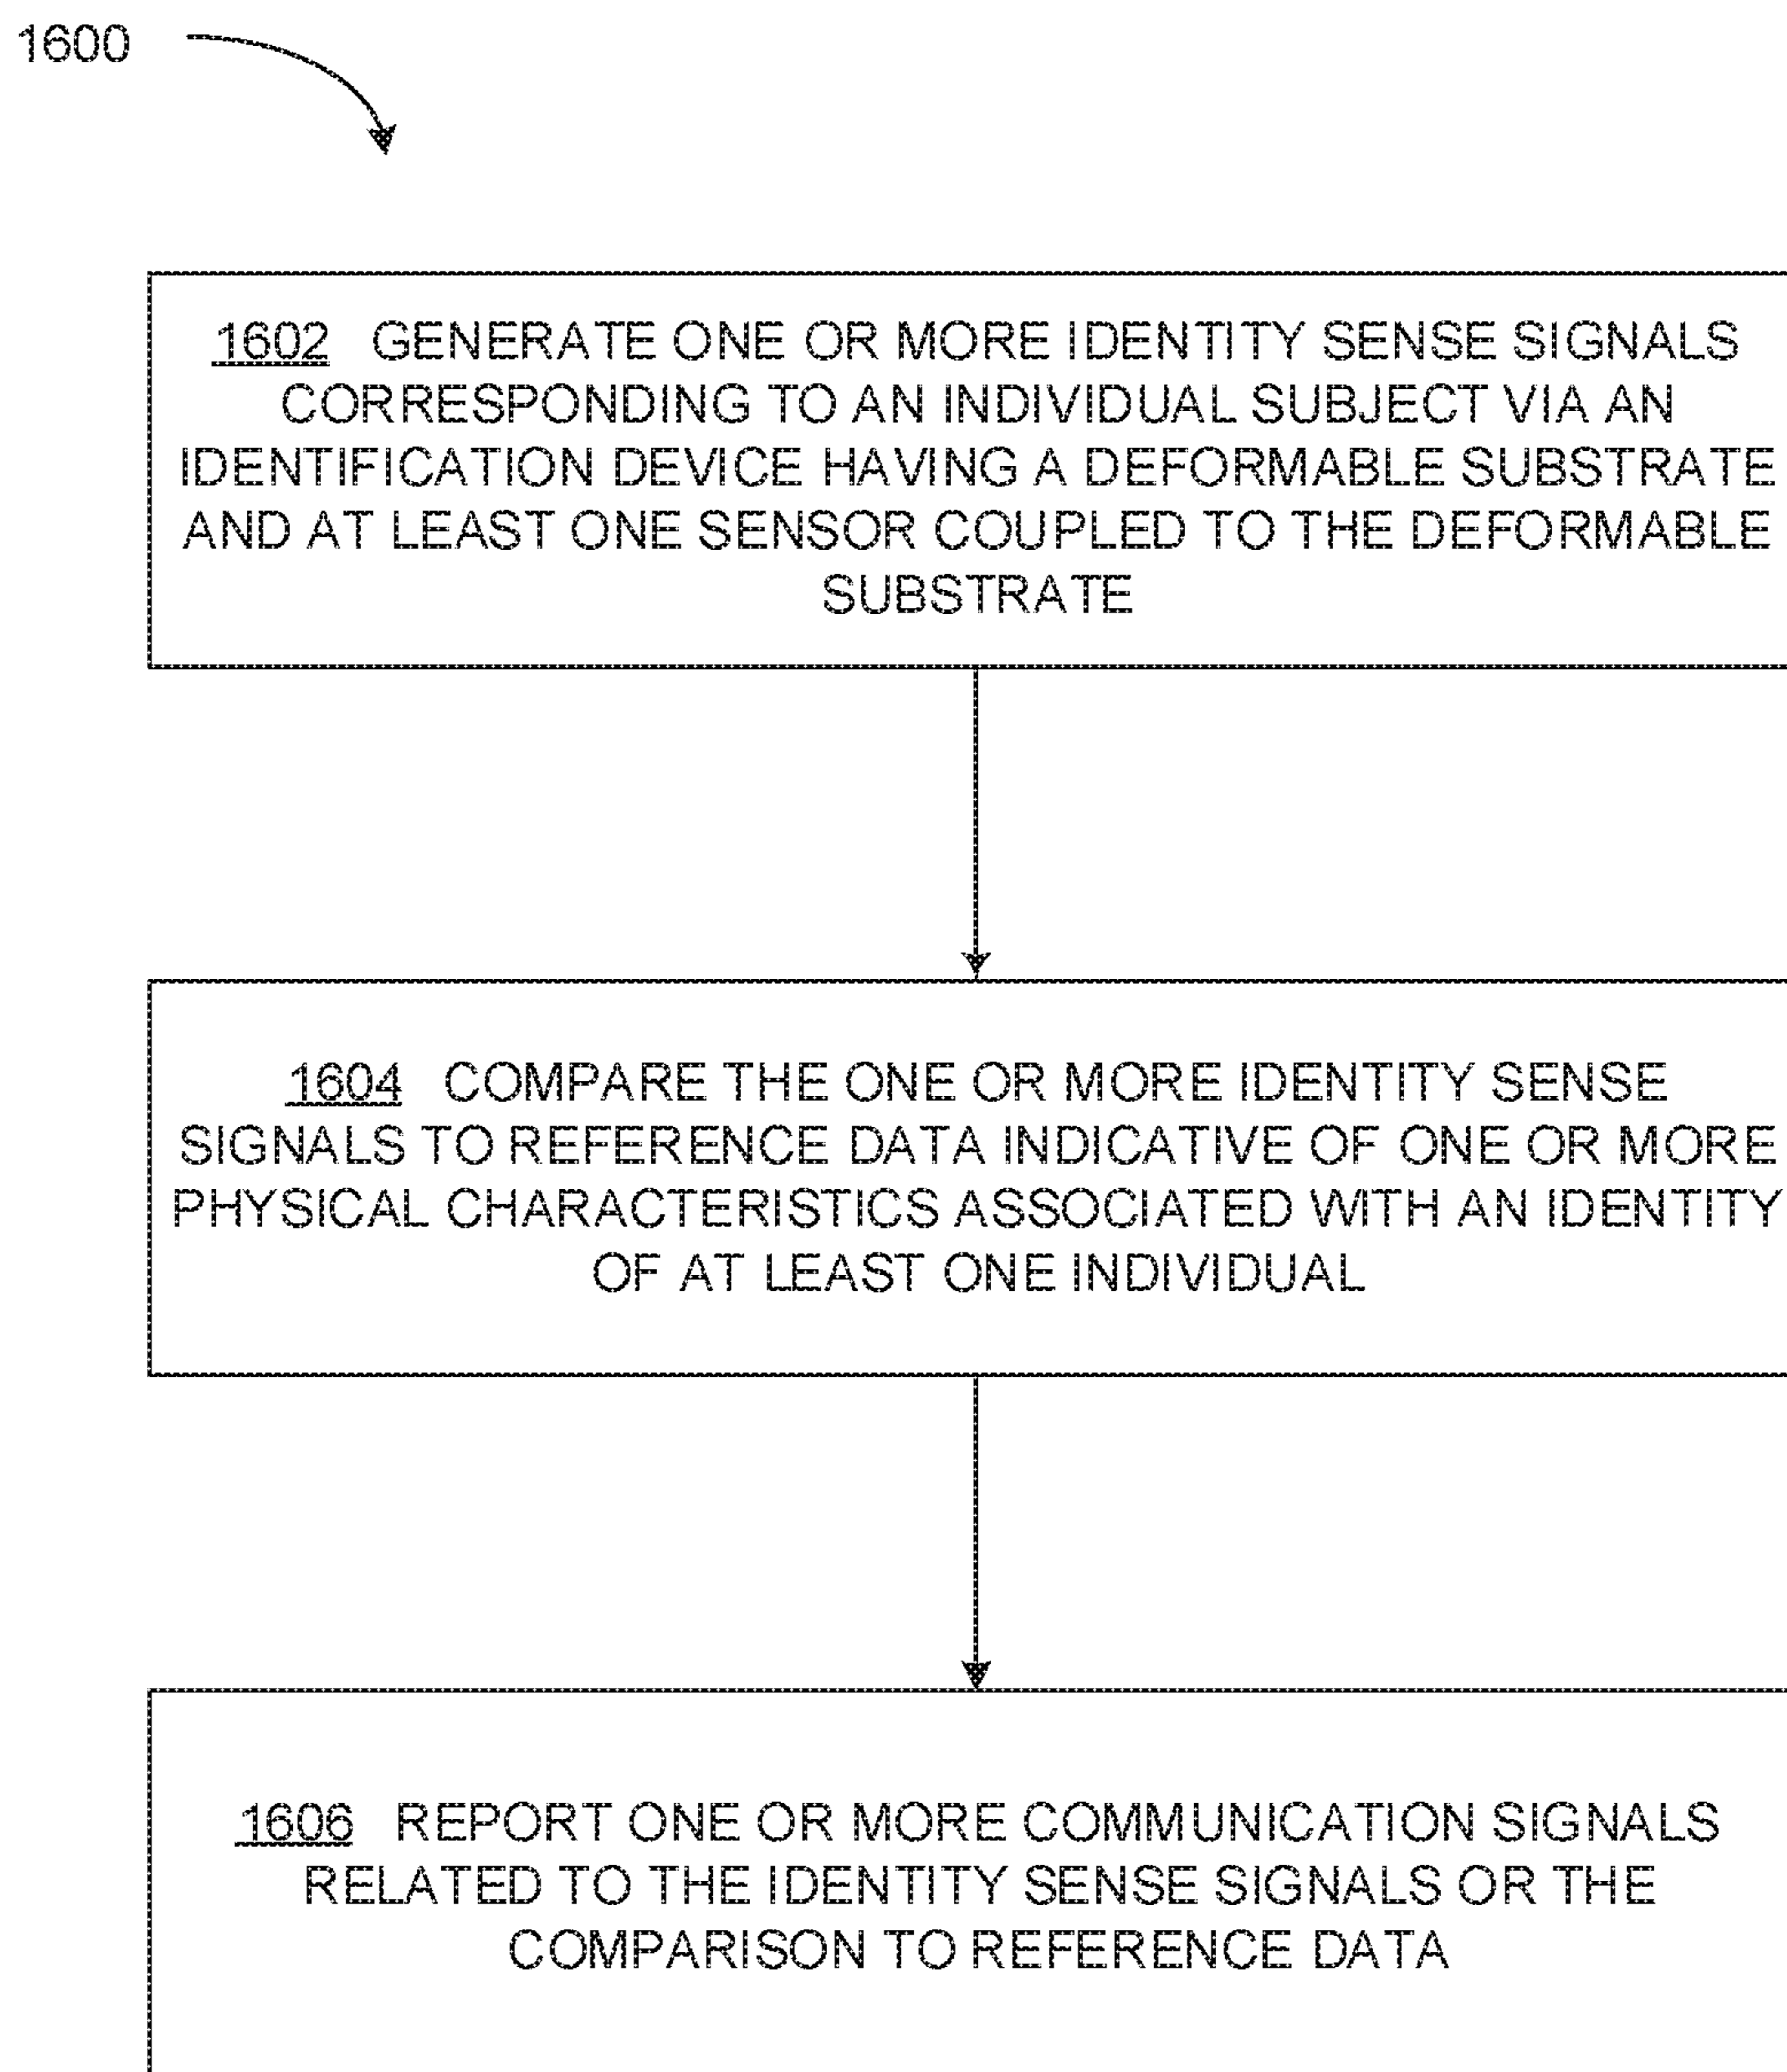 1600
1602 GENERATE ONE OR MORE IDENTITY SENSE SIGNALS
CORRESPONDING TO AN INDIVIDUAL SUBJECT VIA AN
IDENTIFICATION DEVICE HAVING A DEFORMABLE SUBSTRATE
AND AT LEAST ONE SENSOR COUPLED TO THE DEFORMABLE
SUBSTRATE
1604 COMPARE THE ONE OR MORE IDENTITY SENSE
SIGNALS TO REFERENCE DATA INDICATIVE OF ONE OR MORE
PHYSICAL CHARACTERISTICS ASSOCIATED WITH AN IDENTITY
OF AT LEAST ONE INDIVIDUAL
1606 REPORT ONE OR MORE COMMUNICATION SIGNALS
RELATED TO THE IDENTITY SENSE SIGNALS OR THE
COMPARISON TO REFERENCE DATA